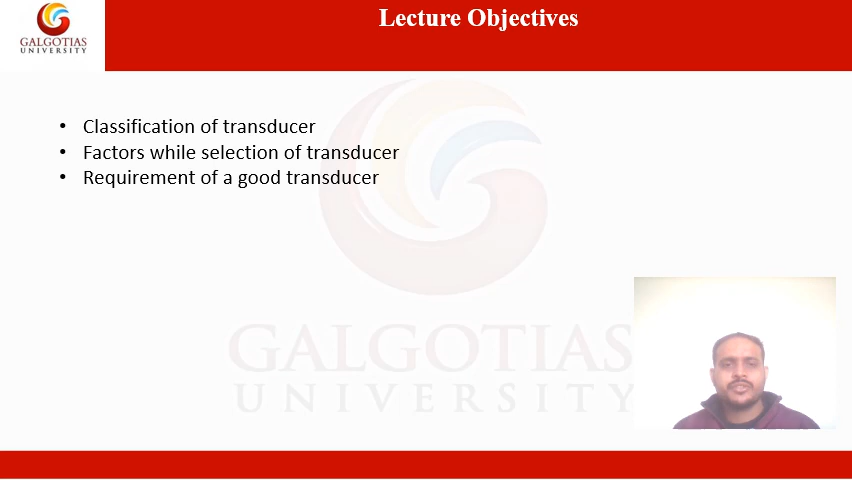 Lecture Objectives
GALGOTIAS
UNIVERSITY
• Classification of transducer
• Factors while selection of transducer
• Requirement of a good transducer
GALGOTIAS
UNIVERSITY